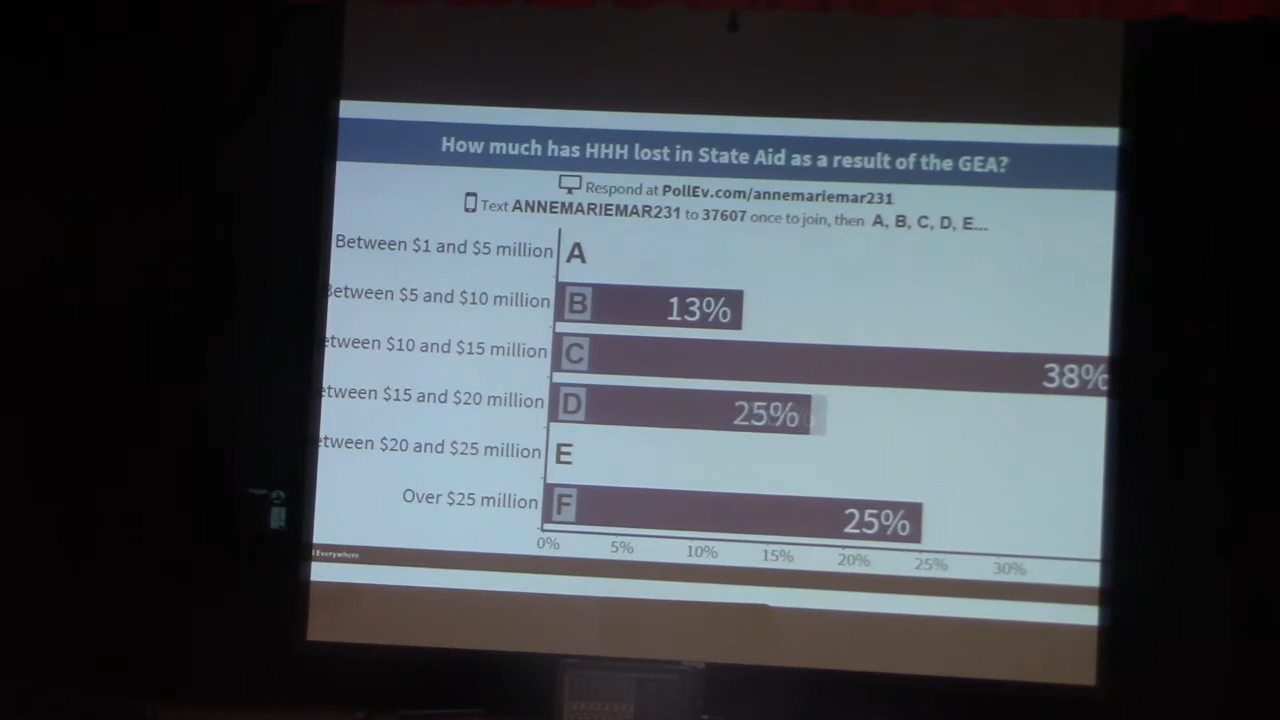 How much has HHH lost in State Aid as a result of the GEA?
Respond at PollEv.com/annemariemar231
Text ANNEMARIEMAR231 to 37607 once to join, then A, B, C, D, E...
Between $1 and $5 million A
Between $5 and $10 million B 13%
etween $10 and $15 million C 38%
etween $15 and $20 million D 25%
etween $20 and $25 million E
Over $25 million F 25%
0% 5% 10% 15% 20% 25% 30%
Everywhere